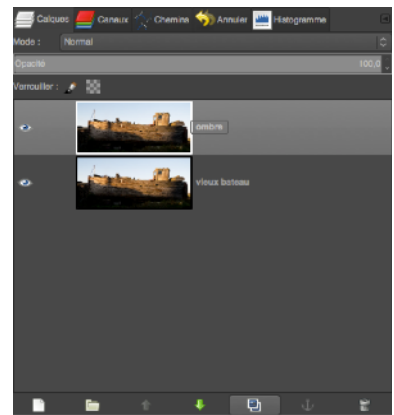 Calques Canaux Chemins Annuler Histogramme
Mode : Normal
Opacité 100,0
Verrouiller :
ombre
vieux bateau